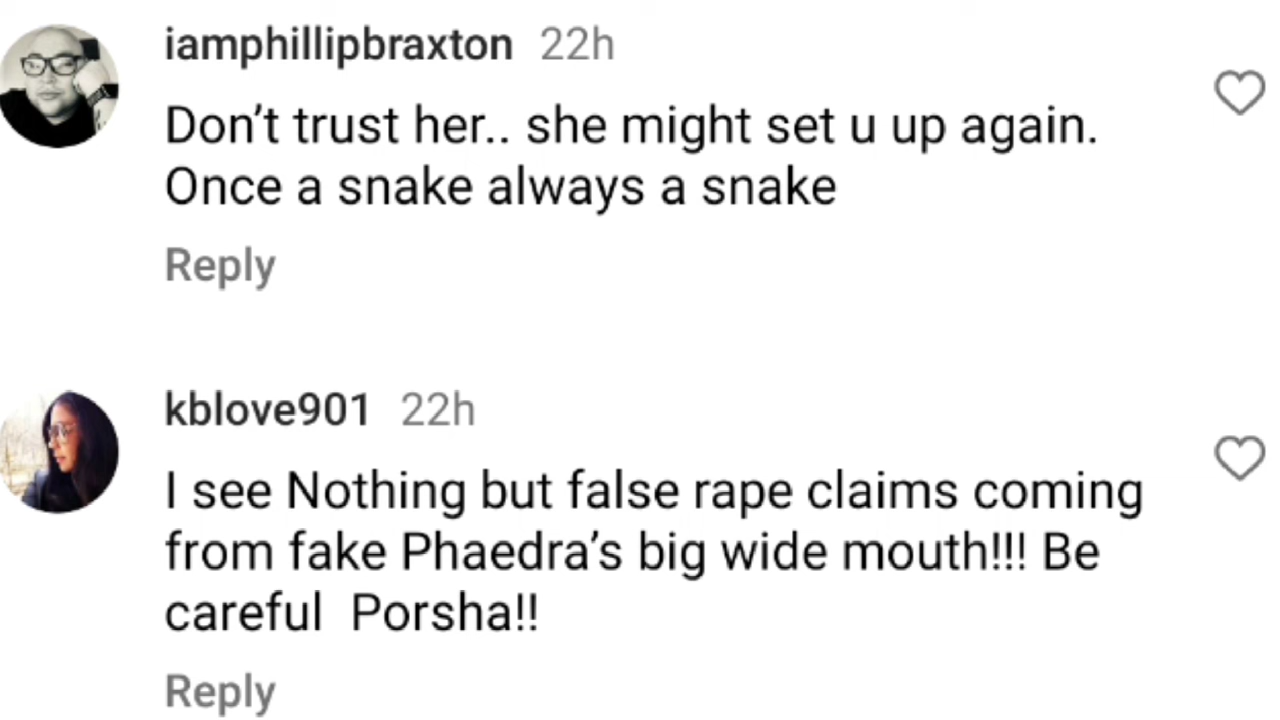 iamphillipbraxton 22h
Don’t trust her.. she might set u up again.
Once a snake always a snake
Reply
kblove901 22h
I see Nothing but false rape claims coming
from fake Phaedra’s big wide mouth!!! Be
careful  Porsha!!
Reply